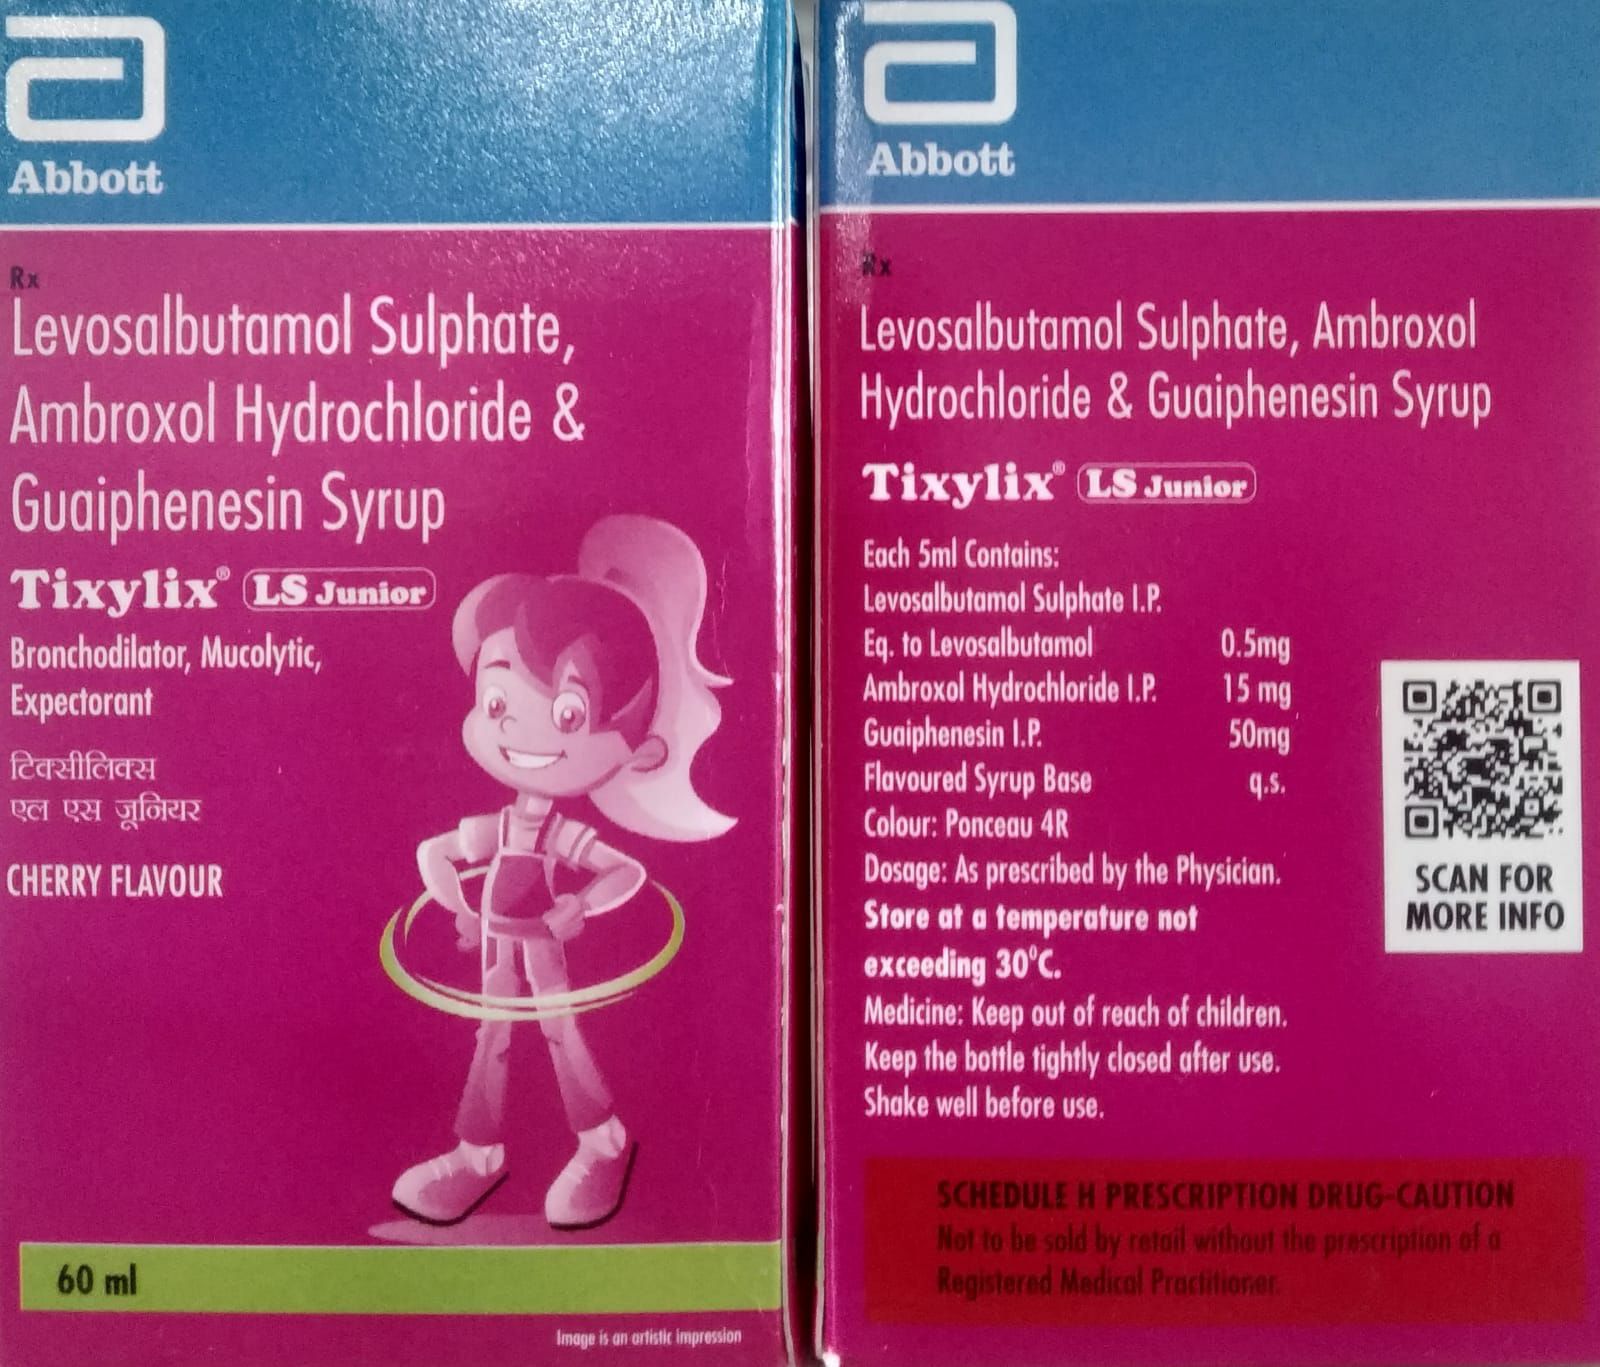 Abbott
Rx
Levosalbutamol Sulphate,
Ambroxol Hydrochloride &
Guaiphenesin Syrup
Tixylix® LS Junior
Bronchodilator, Mucolytic,
Expectorant
टिक्सीलिक्स
एल एस जूनियर
CHERRY FLAVOUR
60 ml
Image is an artistic impression
Abbott
Rx
Levosalbutamol Sulphate, Ambroxol
Hydrochloride & Guaiphenesin Syrup
Tixylix® LS Junior
Each 5ml Contains:
Levosalbutamol Sulphate I.P.
Eq. to Levosalbutamol 0.5mg
Ambroxol Hydrochloride I.P. 15 mg
Guaiphenesin I.P. 50mg
Flavoured Syrup Base q.s.
Colour: Ponceau 4R
Dosage: As prescribed by the Physician.
Store at a temperature not
exceeding 30⁰C.
Medicine: Keep out of reach of children.
Keep the bottle tightly closed after use.
Shake well before use.
SCAN FOR
MORE INFO
SCHEDULE H PRESCRIPTION DRUG-CAUTION
Not to be sold by retail without the prescription of a
Registered Medical Practitioner.